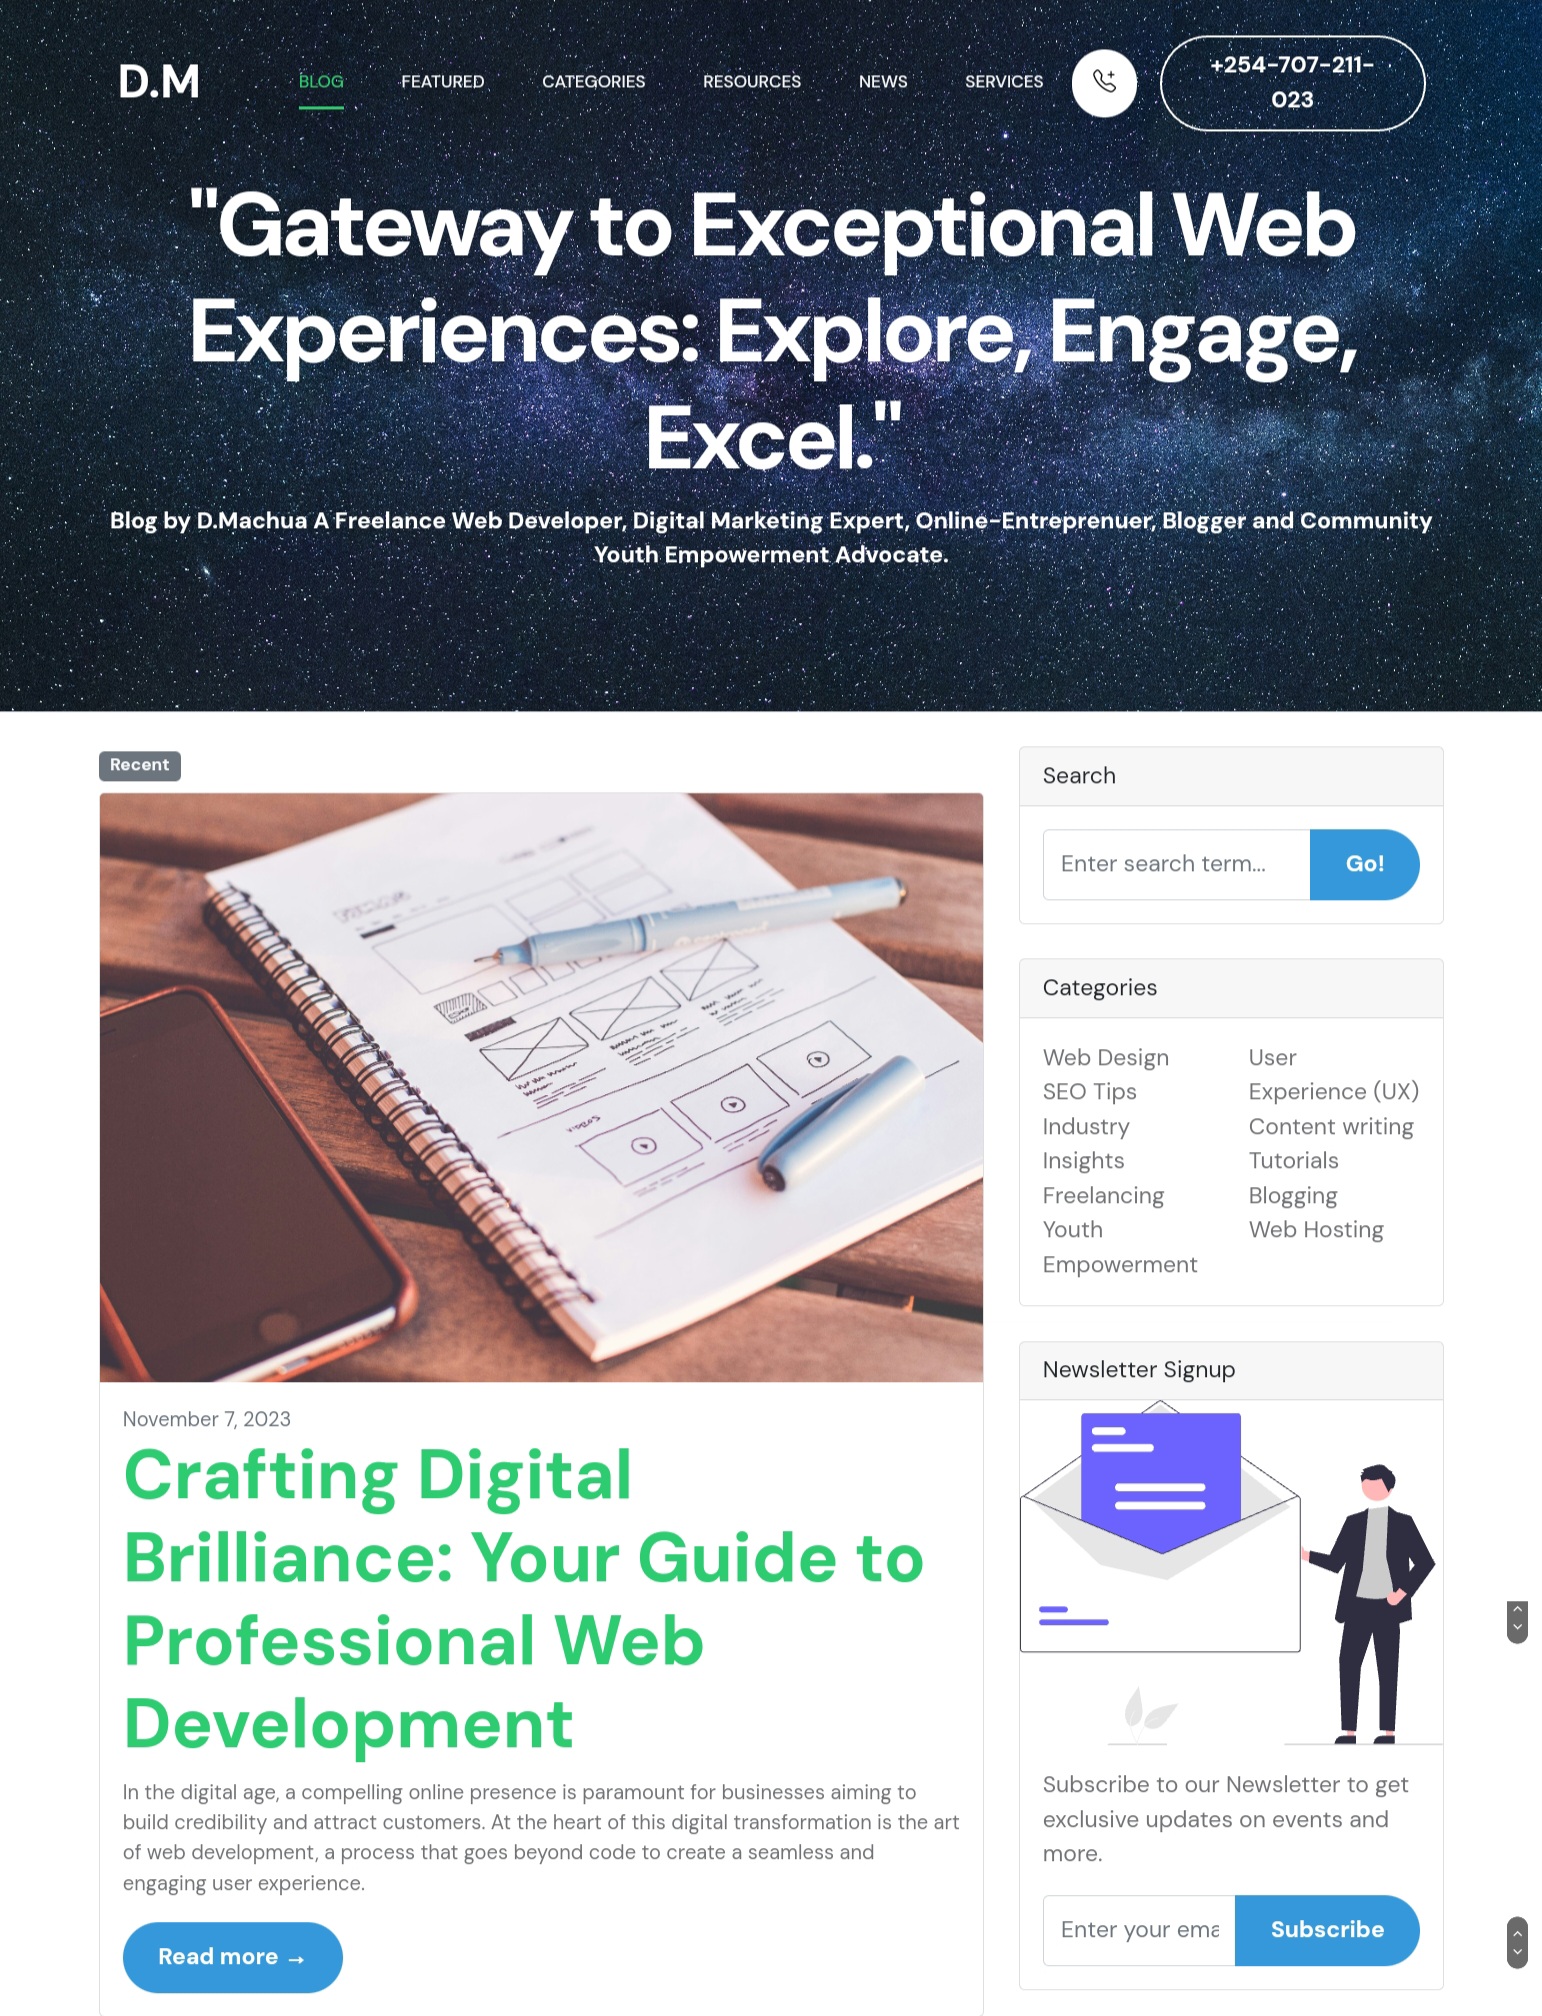 D.M
BLOG
FEATURED
CATEGORIES
RESOURCES
NEWS
SERVICES
+254-707-211-
023
"Gateway to Exceptional Web
Experiences: Explore, Engage,
Excel."
Blog by D.Machua A Freelance Web Developer, Digital Marketing Expert, Online-Entreprenuer, Blogger and Community
Youth Empowerment Advocate.
Recent
VIDEOS
November 7, 2023
Crafting Digital
Brilliance: Your Guide to
Professional Web
Development
In the digital age, a compelling online presence is paramount for businesses aiming to
build credibility and attract customers. At the heart of this digital transformation is the art
of web development, a process that goes beyond code to create a seamless and
engaging user experience.
Read more →
Search
Enter search term...
Go!
Categories
Web Design
SEO Tips
Industry
Insights
Freelancing
Youth
Empowerment
User
Experience (UX)
Content writing
Tutorials
Blogging
Web Hosting
Newsletter Signup
Subscribe to our Newsletter to get
exclusive updates on events and
more.
Enter your ema
Subscribe